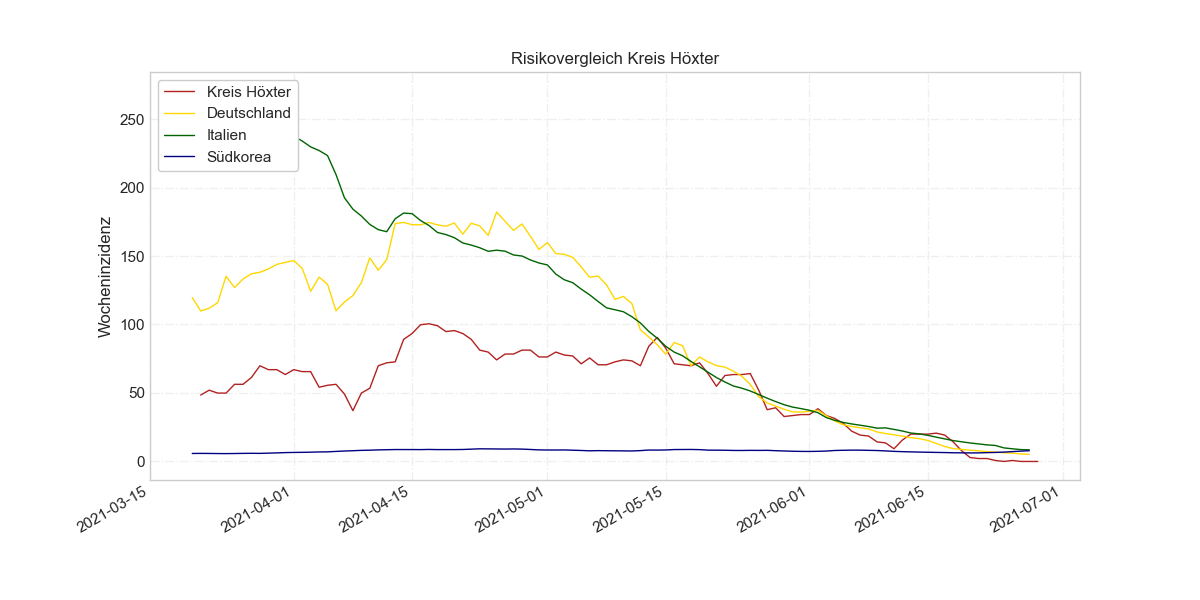 Risikovergleich Kreis Höxter
Kreis Höxter
Deutschland
Italien
Südkorea
Wocheninzidenz
250
200
150
100
50
0
2021-03-15
2021-04-01
2021-04-15
2021-05-01
2021-05-15
2021-06-01
2021-06-15
2021-07-01